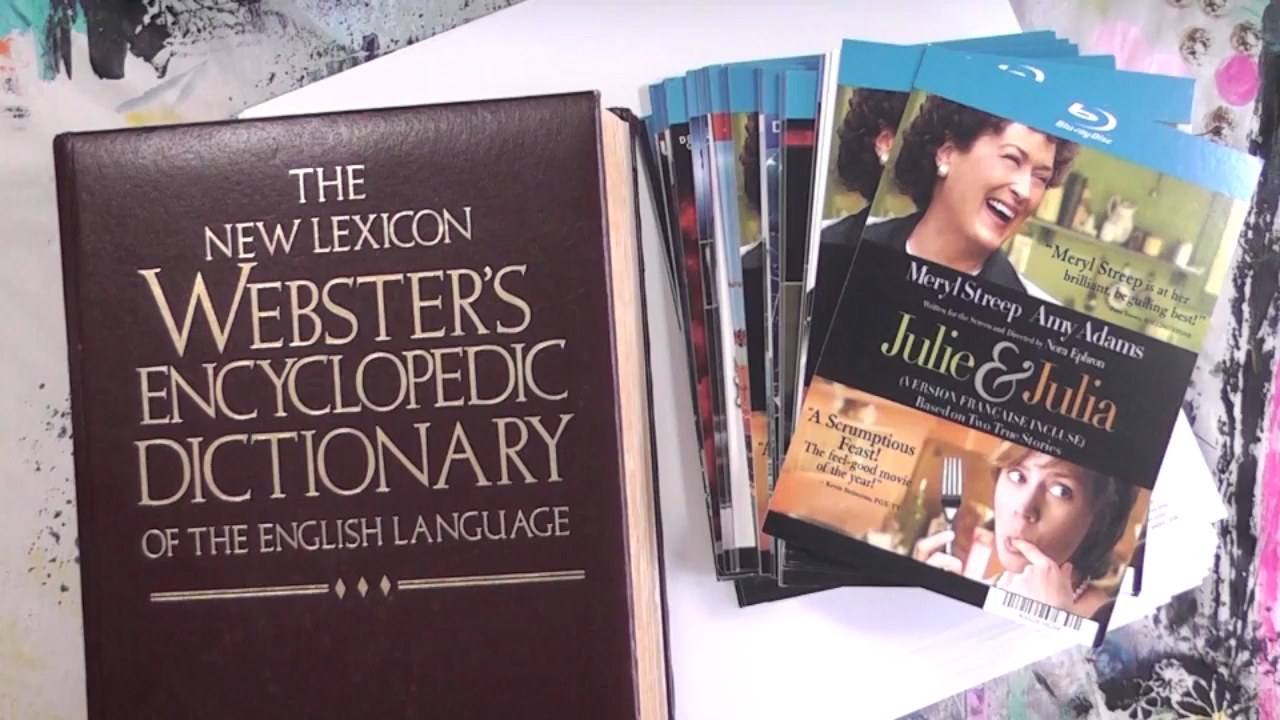 THE
NEW LEXICON
WEBSTER'S
ENCYCLOPEDIC
DICTIONARY
OF THE ENGLISH LANGUAGE
Blu-ray Disc
"Meryl Streep is at her
brilliant, beguiling best!"
Meryl Streep Amy Adams
Written for the Screen and Directed by Nora Ephron
Julie & Julia
(VERSION FRANÇAISE INCLUSE)
Based on Two True Stories
"A Scrumptious
Feast!
The feel-good movie
of the year!"